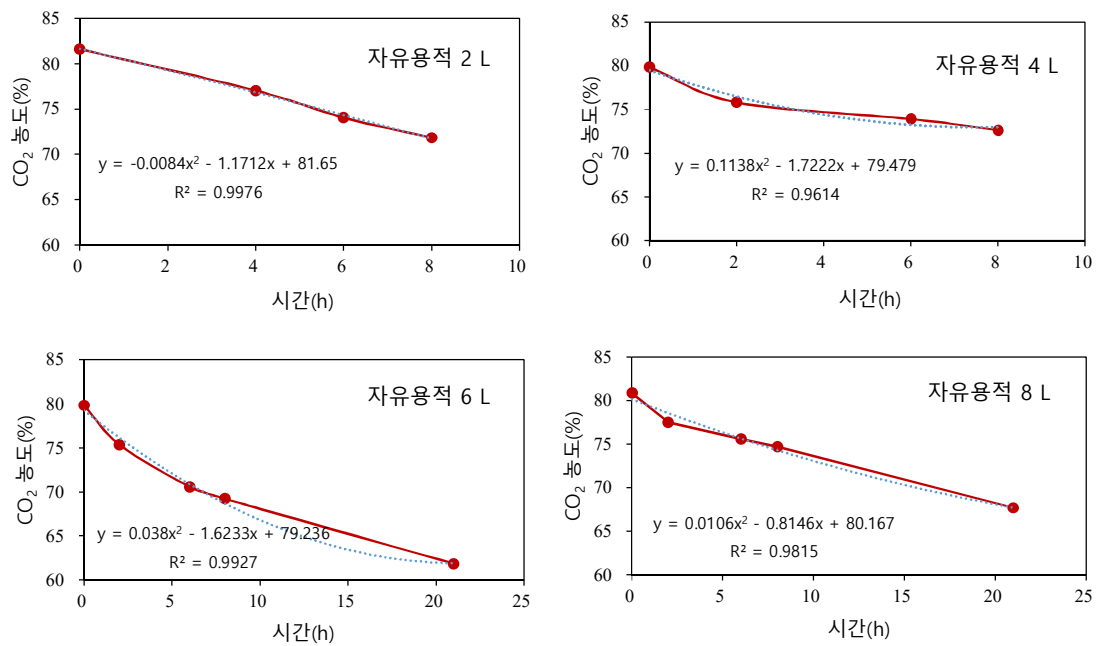 자유용적 2 L
CO₂ 농도(%)
85
80
75
70
65
60
y = -0.0084x² - 1.1712x + 81.65
R² = 0.9976
0 2 4 6 8 10
시간(h)
자유용적 4 L
CO₂ 농도(%)
85
80
75
70
65
60
y = 0.1138x² - 1.7222x + 79.479
R² = 0.9614
0 2 4 6 8 10
시간(h)
자유용적 6 L
CO₂ 농도(%)
85
80
75
70
65
60
y = 0.038x² - 1.6233x + 79.236
R² = 0.9927
0 5 10 15 20 25
시간(h)
자유용적 8 L
CO₂ 농도(%)
85
80
75
70
65
60
y = 0.0106x² - 0.8146x + 80.167
R² = 0.9815
0 5 10 15 20 25
시간(h)